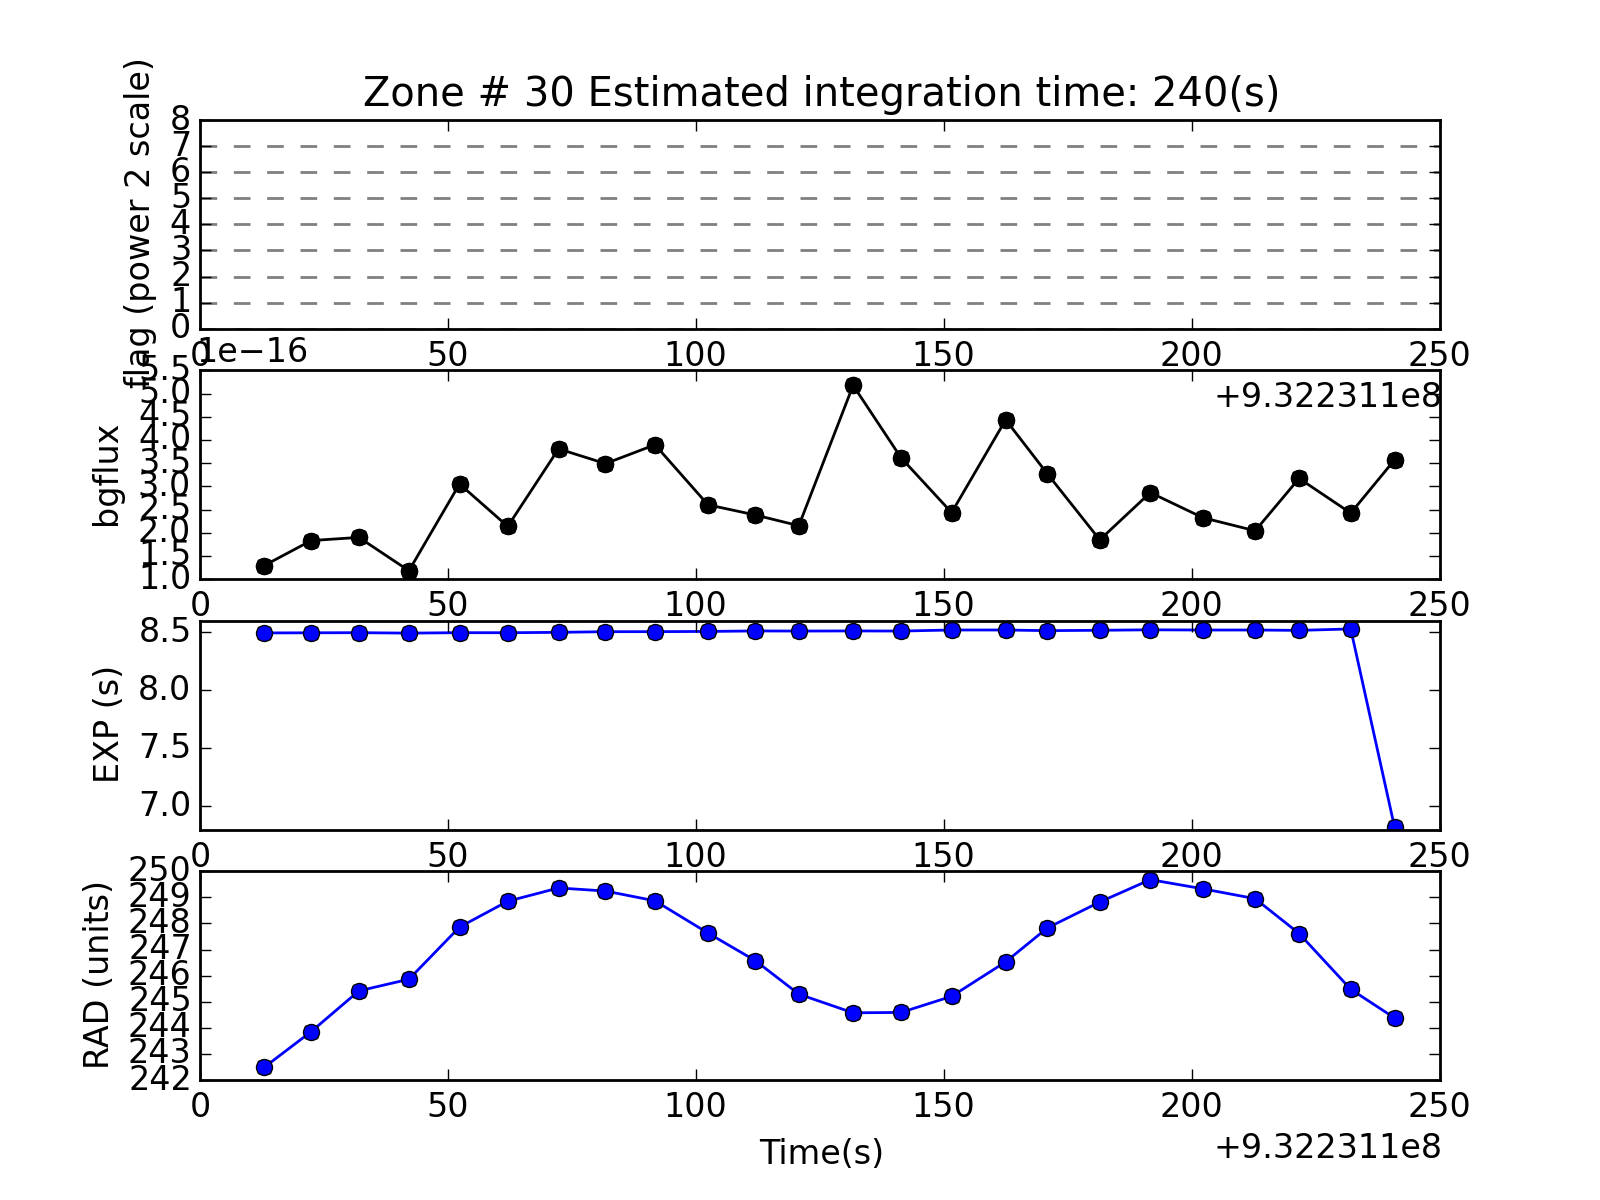 Zone # 30 Estimated integration time: 240(s)
flag (power 2 scale)
8
7
6
5
4
3
2
1
0
0 50 100 150 200 250
1e−16
+9.322311e8
bgflux
5.5
5.0
4.5
4.0
3.5
3.0
2.5
2.0
1.5
1.0
0 50 100 150 200 250
EXP (s)
8.5
8.0
7.5
7.0
0 50 100 150 200 250
RAD (units)
250
249
248
247
246
245
244
243
242
0 50 100 150 200 250
Time(s)
+9.322311e8